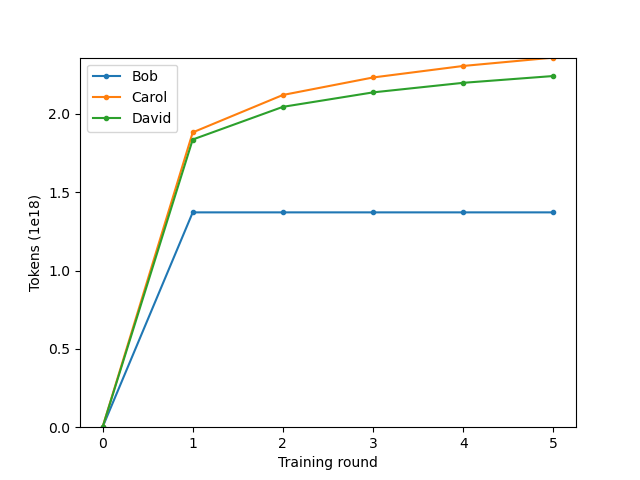 Bob
Carol
David
2.0
1.5
1.0
0.5
0.0
Tokens (1e18)
0 1 2 3 4 5
Training round